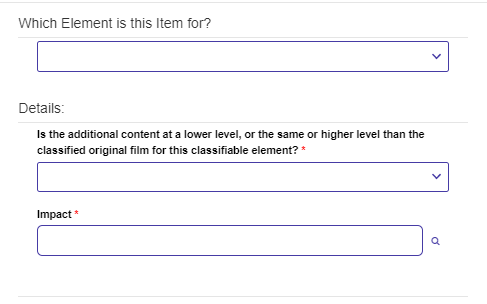 Which Element is this Item for?
Details:
Is the additional content at a lower level, or the same or higher level than the
classified original film for this classifiable element? *
Impact *